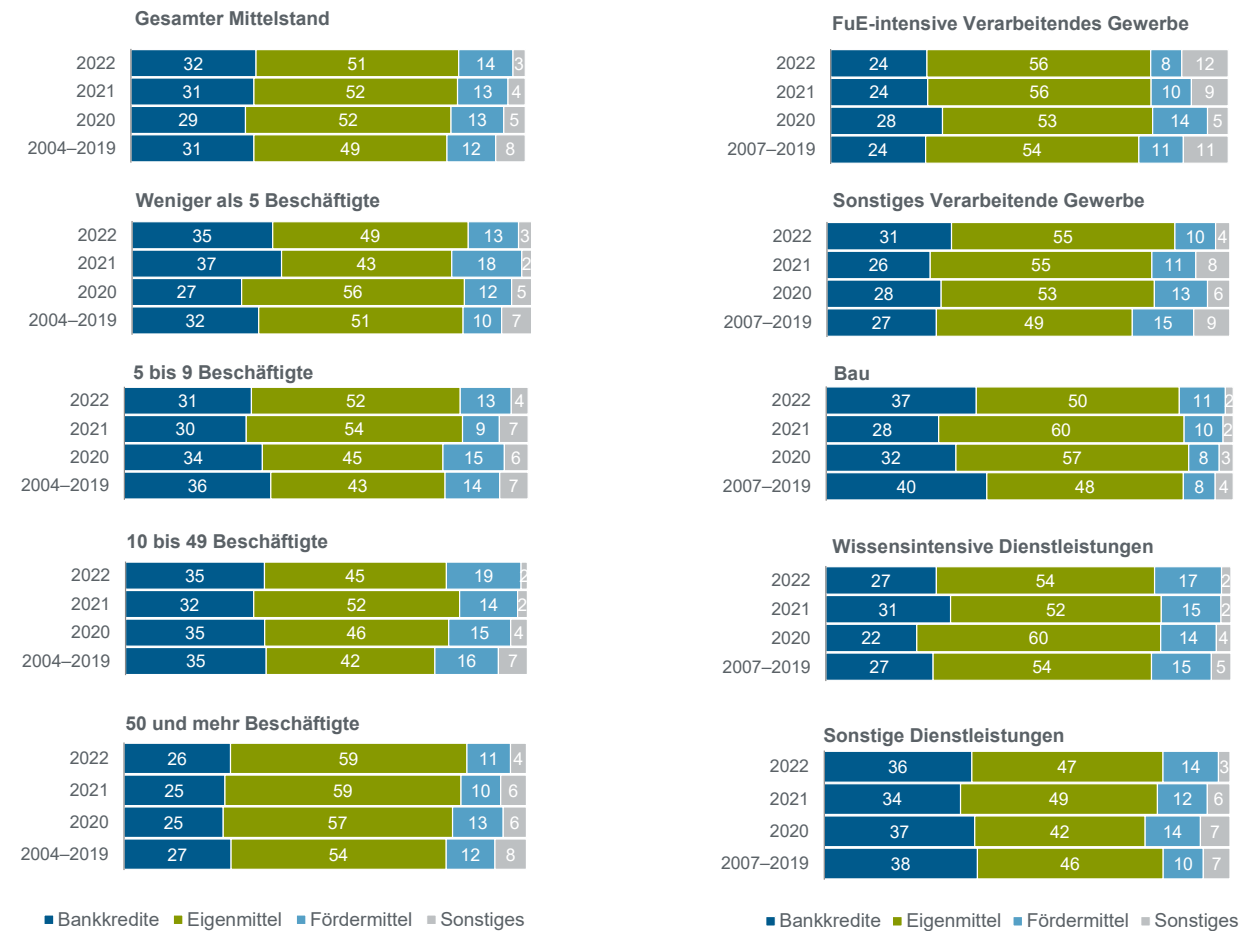 Gesamter Mittelstand
2022 32 51 14 3
2021 31 52 13 4
2020 29 52 13 5
2004–2019 31 49 12 8
Weniger als 5 Beschäftigte
2022 35 49 13 3
2021 37 43 18 2
2020 27 56 12 5
2004–2019 32 51 10 7
5 bis 9 Beschäftigte
2022 31 52 13 4
2021 30 54 9 7
2020 34 45 15 6
2004–2019 36 43 14 7
10 bis 49 Beschäftigte
2022 35 45 19 2
2021 32 52 14 2
2020 35 46 15 4
2004–2019 35 42 16 7
50 und mehr Beschäftigte
2022 26 59 11 4
2021 25 59 10 6
2020 25 57 13 6
2004–2019 27 54 12 8
Bankkredite Eigenmittel Fördermittel Sonstiges
FuE-intensive Verarbeitendes Gewerbe
2022 24 56 8 12
2021 24 56 10 9
2020 28 53 14 5
2007–2019 24 54 11 11
Sonstiges Verarbeitende Gewerbe
2022 31 55 10 4
2021 26 55 11 8
2020 28 53 13 6
2007–2019 27 49 15 9
Bau
2022 37 50 11 2
2021 28 60 10 2
2020 32 57 8 3
2007–2019 40 48 8 4
Wissensintensive Dienstleistungen
2022 27 54 17 2
2021 31 52 15 2
2020 22 60 14 4
2007–2019 27 54 15 5
Sonstige Dienstleistungen
2022 36 47 14 3
2021 34 49 12 6
2020 37 42 14 7
2007–2019 38 46 10 7
Bankkredite Eigenmittel Fördermittel Sonstiges